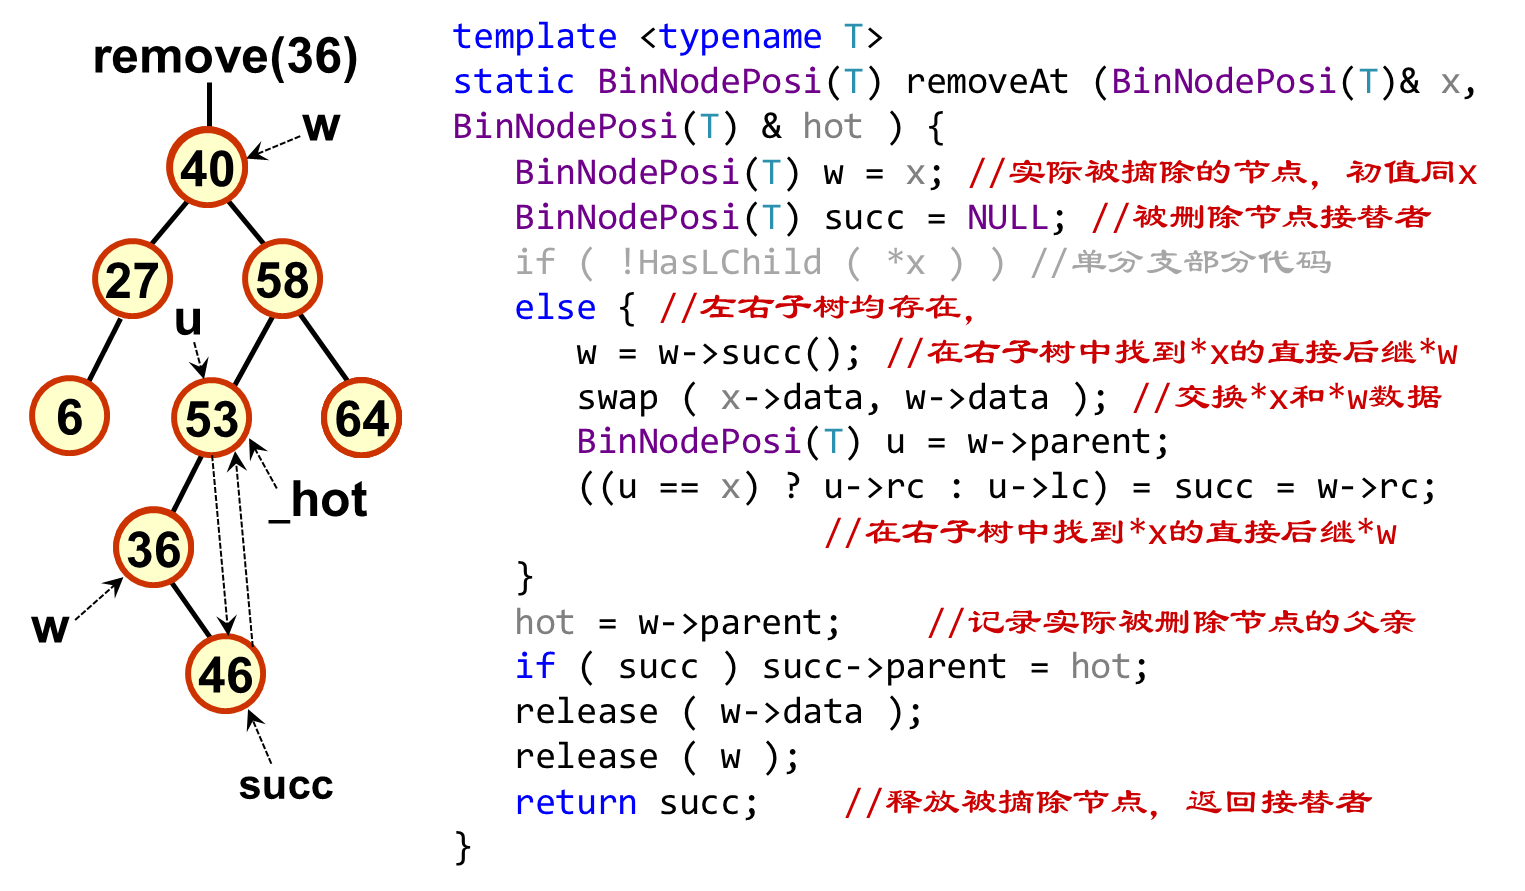 remove(36)
w
40
27
58
u
6
53
64
_hot
36
w
46
succ
template <typename T>
static BinNodePosi(T) removeAt (BinNodePosi(T)& x,
BinNodePosi(T) & hot ) {
BinNodePosi(T) w = x; //实际被摘除的节点，初值同x
BinNodePosi(T) succ = NULL; //被删除节点接替者
if ( !HasLChild ( *x ) ) //单分支部分代码
else { //左右子树均存在，
w = w->succ(); //在右子树中找到*x的直接后继*w
swap ( x->data, w->data ); //交换*x和*w数据
BinNodePosi(T) u = w->parent;
((u == x) ? u->rc : u->lc) = succ = w->rc;
//在右子树中找到*x的直接后继*w
}
hot = w->parent; //记录实际被删除节点的父亲
if ( succ ) succ->parent = hot;
release ( w->data );
release ( w );
return succ; //释放被摘除节点，返回接替者
}